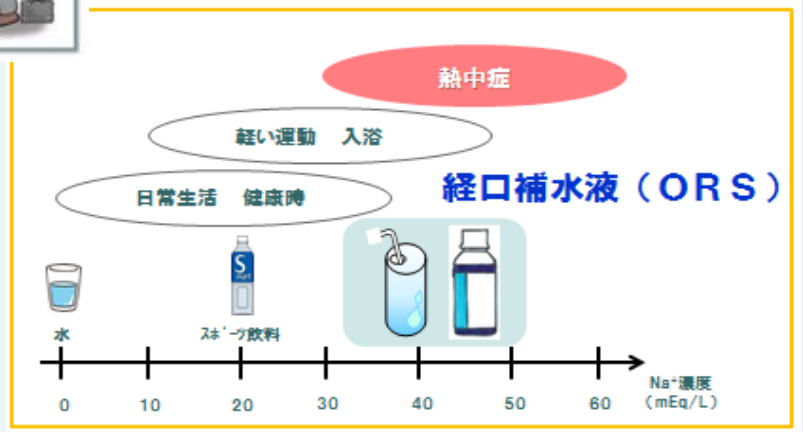 熱中症
軽い運動 入浴
日常生活 健康時
経口補水液（ＯＲＳ）
S
水
ｽﾎﾟｰﾂ飲料
0 10 20 30 40 50 60
Na⁺濃度
（mEq/L）